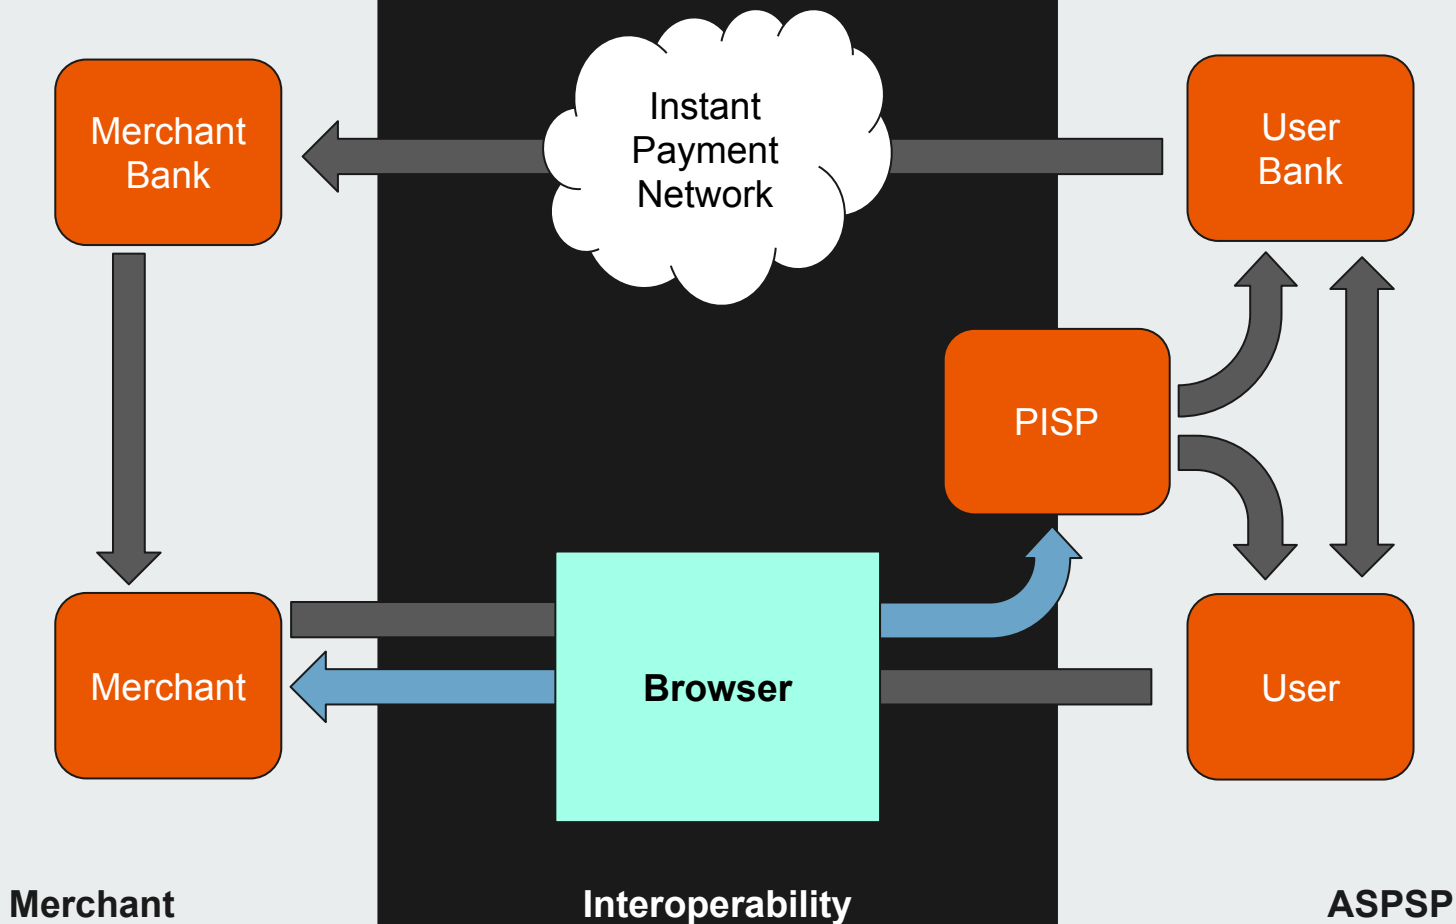 Merchant
Bank
Instant
Payment
Network
User
Bank
PISP
Merchant
Browser
User
Merchant
Interoperability
ASPSP